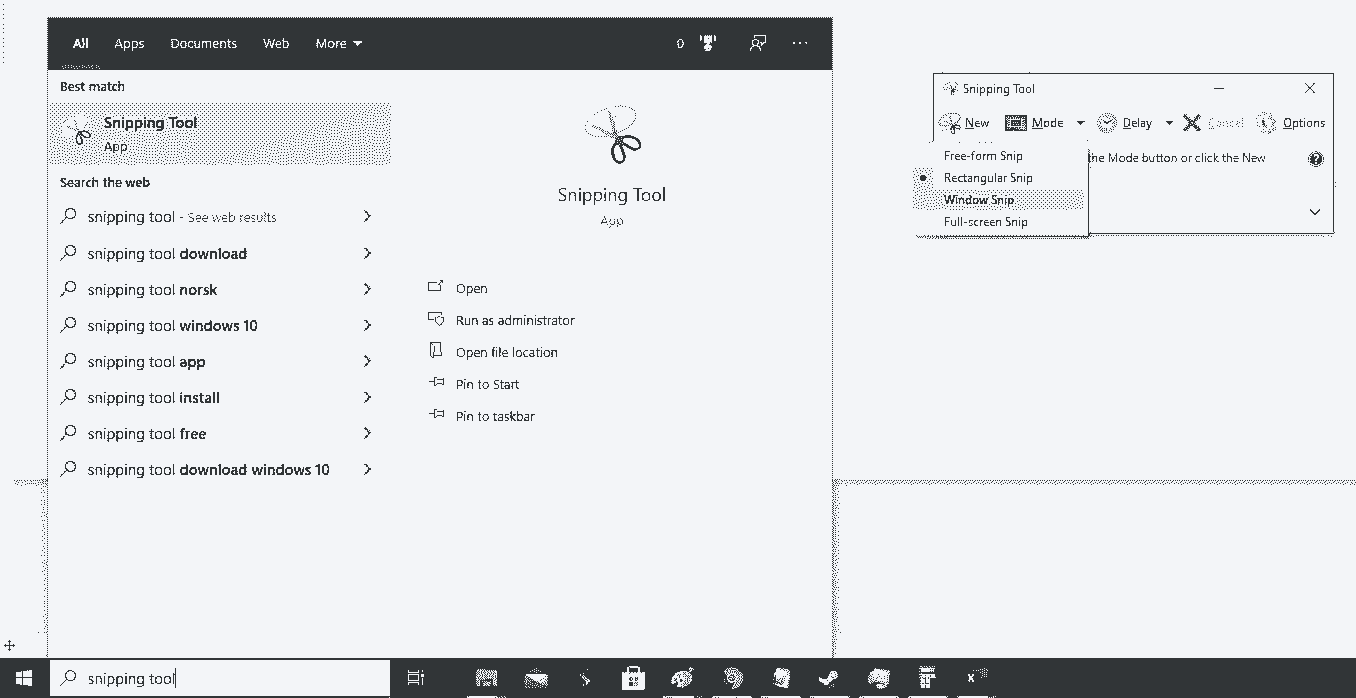 All Apps Documents Web More 0 ...
Best match
Snipping Tool
App
Search the web
snipping tool - See web results
snipping tool download
snipping tool norsk
snipping tool windows 10
snipping tool app
snipping tool install
snipping tool free
snipping tool download windows 10
Snipping Tool
App
Open
Run as administrator
Open file location
Pin to Start
Pin to taskbar
Snipping Tool
New Mode Delay Cancel Options
Free-form Snip
Rectangular Snip
Window Snip
Full-screen Snip
the Mode button or click the New
snipping tool